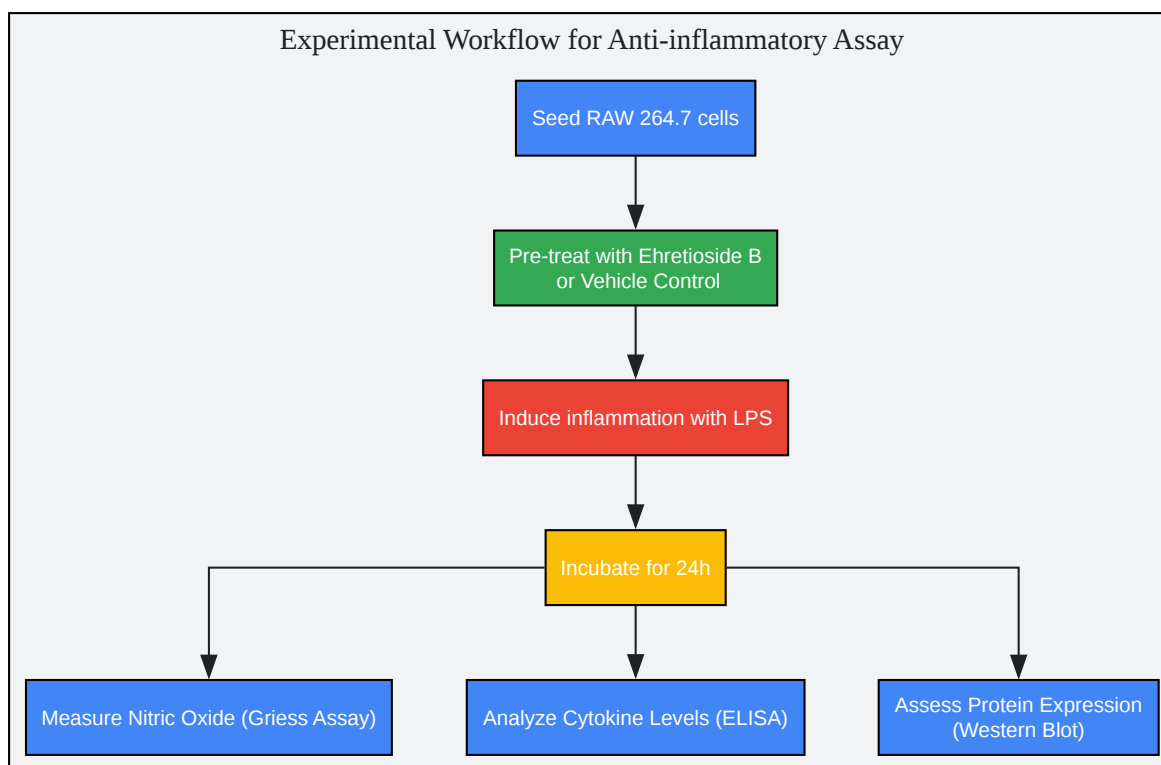 Experimental Workflow for Anti-inflammatory Assay
Seed RAW 264.7 cells
Pre-treat with Ehretioside B
or Vehicle Control
Induce inflammation with LPS
Incubate for 24h
Measure Nitric Oxide (Griess Assay)
Analyze Cytokine Levels (ELISA)
Assess Protein Expression
(Western Blot)